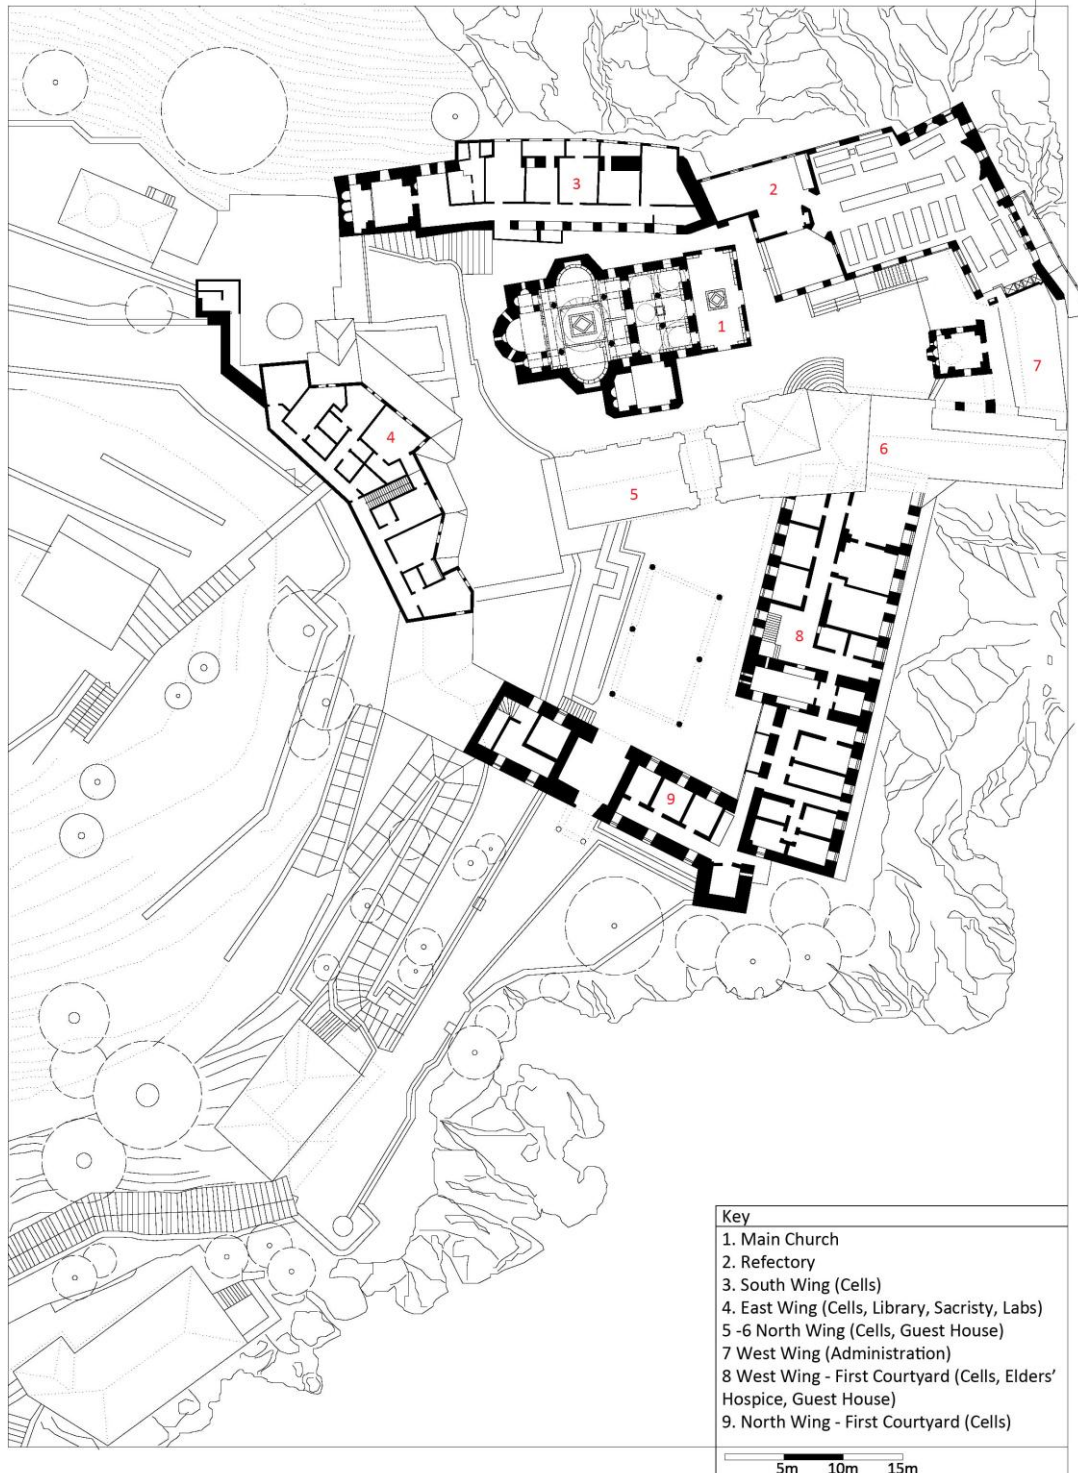 3
2
1
7
4
6
5
8
9
Key
1. Main Church
2. Refectory
3. South Wing (Cells)
4. East Wing (Cells, Library, Sacristy, Labs)
5 -6 North Wing (Cells, Guest House)
7 West Wing (Administration)
8 West Wing - First Courtyard (Cells, Elders’
Hospice, Guest House)
9. North Wing - First Courtyard (Cells)
5m 10m 15m